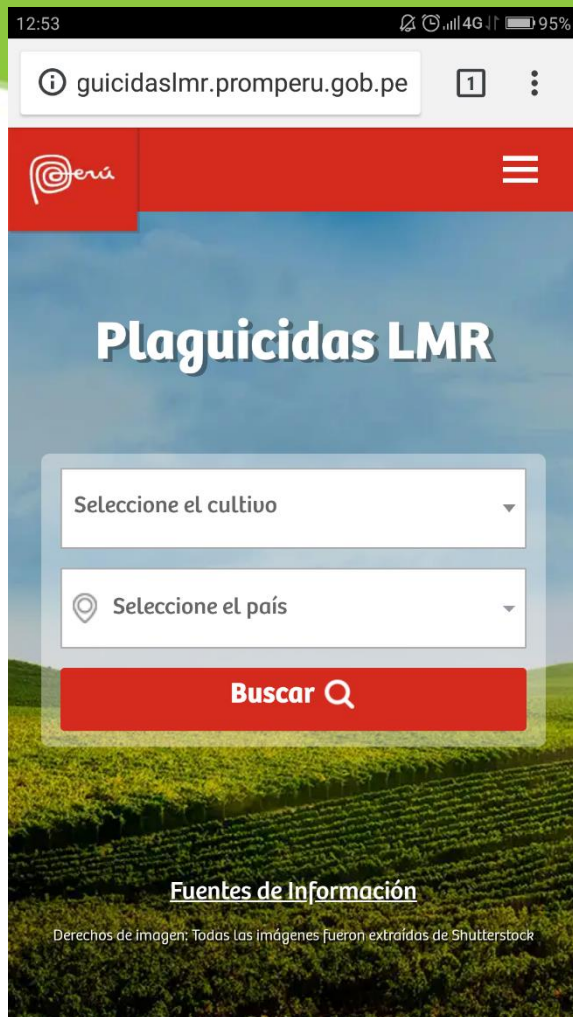 12:53 4G 95%
guicidaslmr.promperu.gob.pe 1
Perú
Plaguicidas LMR
Seleccione el cultivo
Seleccione el país
Buscar
Fuentes de Información
Derechos de imagen: Todas las imágenes fueron extraídas de Shutterstock